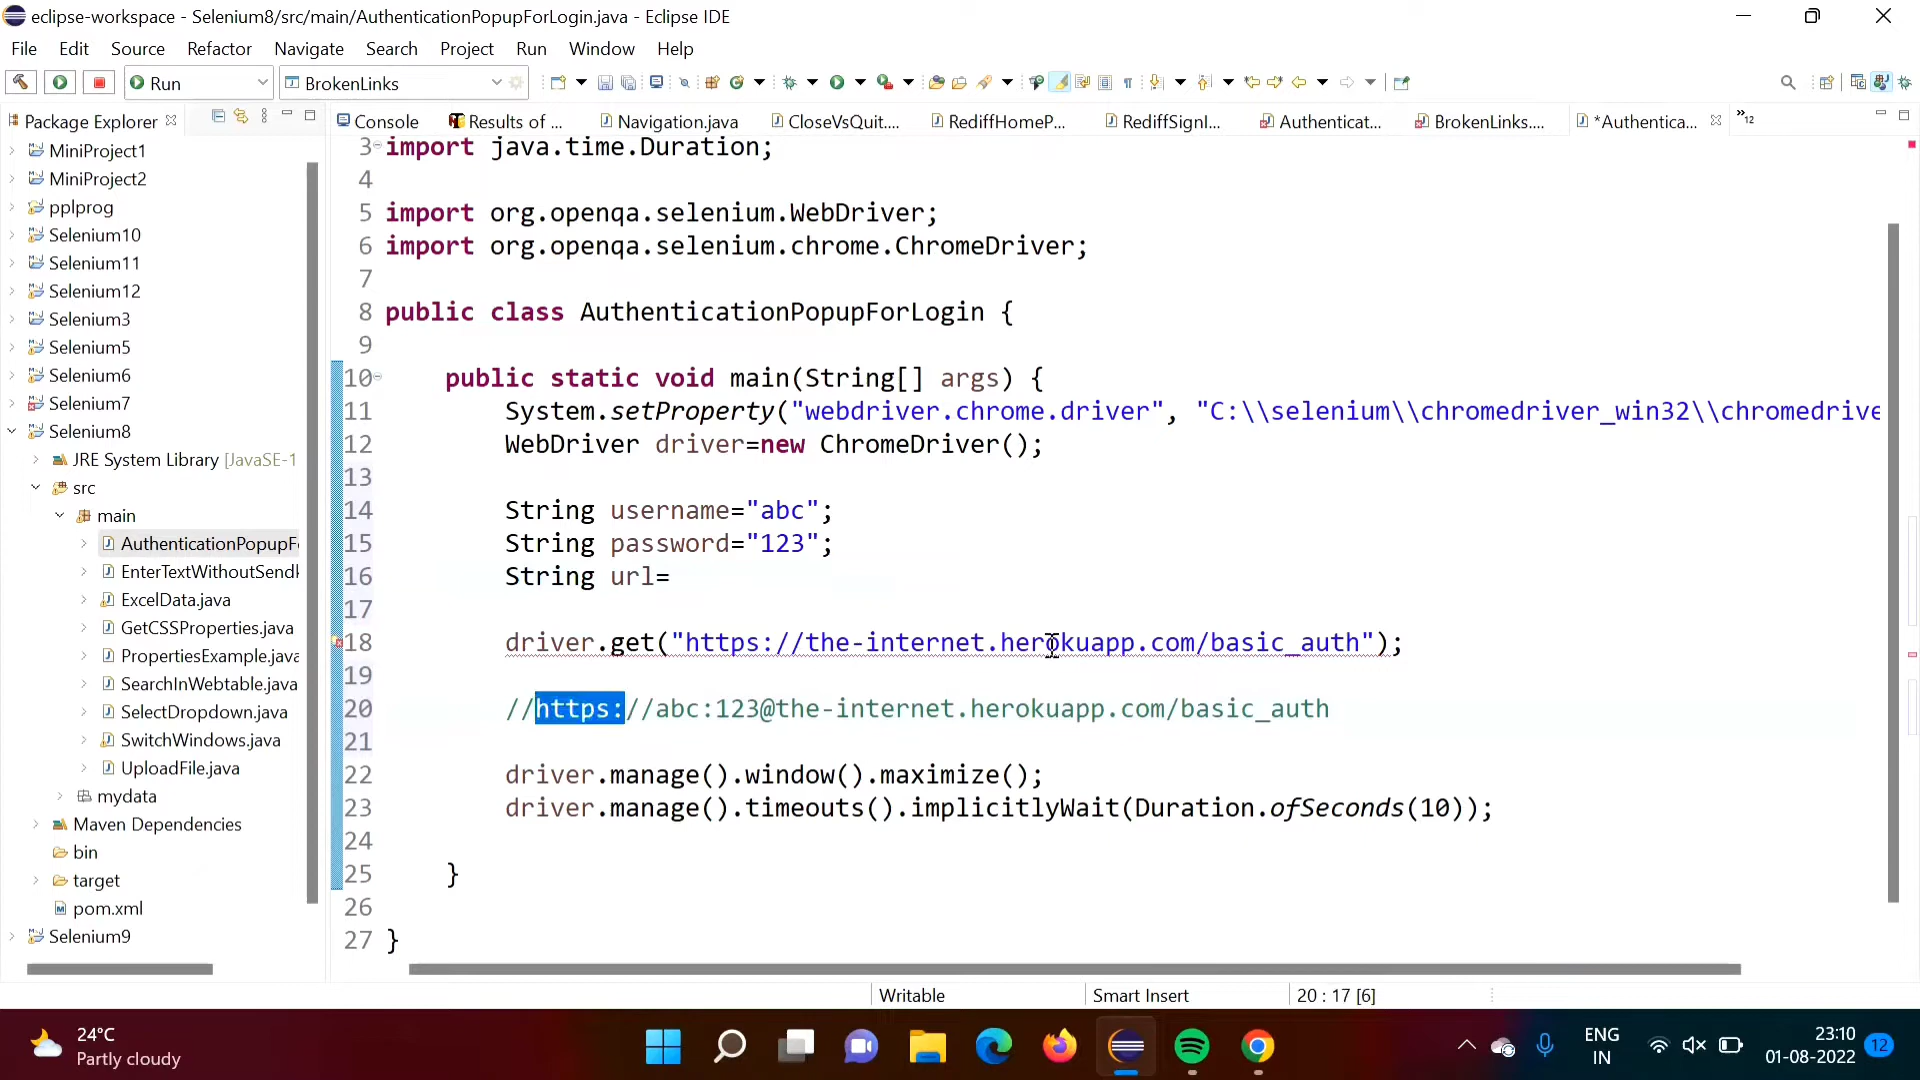 eclipse-workspace - Selenium8/src/main/AuthenticationPopupForLogin.java - Eclipse IDE
File Edit Source Refactor Navigate Search Project Run Window Help
Run BrokenLinks
Package Explorer Console Results of ... Navigation.java CloseVsQuit.... RediffHomeP... RediffSignI... Authenticat... BrokenLinks.... *Authentica... »12
MiniProject1
MiniProject2
pplprog
Selenium10
Selenium11
Selenium12
Selenium3
Selenium5
Selenium6
Selenium7
Selenium8
JRE System Library [JavaSE-1
src
main
AuthenticationPopupF
EnterTextWithoutSend
ExcelData.java
GetCSSProperties.java
PropertiesExample.java
SearchInWebtable.java
SelectDropdown.java
SwitchWindows.java
UploadFile.java
mydata
Maven Dependencies
bin
target
pom.xml
Selenium9
3 import java.time.Duration;
4
5 import org.openqa.selenium.WebDriver;
6 import org.openqa.selenium.chrome.ChromeDriver;
7
8 public class AuthenticationPopupForLogin {
9
10 public static void main(String[] args) {
11 System.setProperty("webdriver.chrome.driver", "C:\\selenium\\chromedriver_win32\\chromedrive
12 WebDriver driver=new ChromeDriver();
13
14 String username="abc";
15 String password="123";
16 String url=
17
18 driver.get("https://the-internet.herokuapp.com/basic_auth");
19
20 //https://abc:123@the-internet.herokuapp.com/basic_auth
21
22 driver.manage().window().maximize();
23 driver.manage().timeouts().implicitlyWait(Duration.ofSeconds(10));
24
25 }
26
27 }
Writable Smart Insert 20 : 17 [6]
24°C
Partly cloudy
ENG
IN
23:10
01-08-2022
12